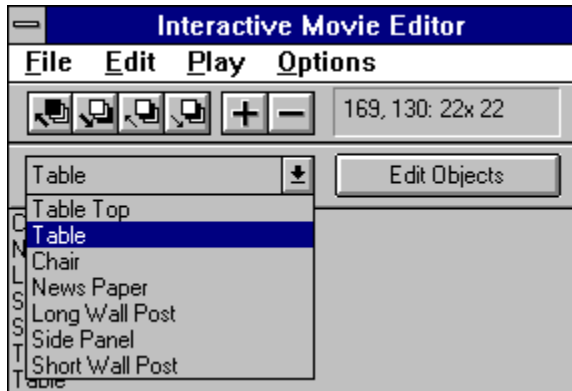 Interactive Movie Editor
File Edit Play Options
169, 130: 22x 22
Table
Edit Objects
Table Top
Table
Chair
News Paper
Long Wall Post
Side Panel
Short Wall Post
Table